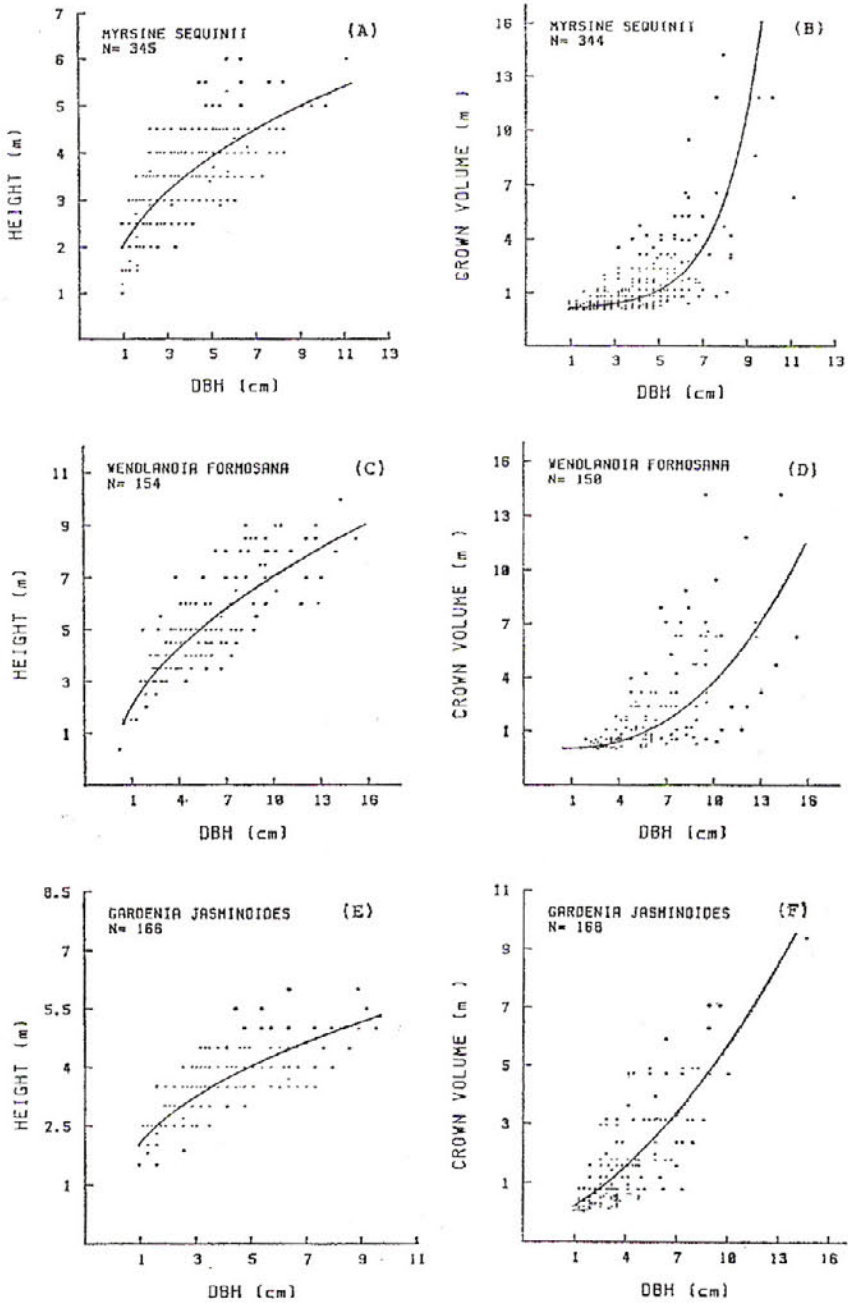 MYRSINE SEQUINII (A)
N= 345
7
6
5
4
3
2
1
HEIGHT (m)
1 3 5 7 9 11 13
DBH (cm)
MYRSINE SEQUINII (B)
N= 344
16
13
10
7
4
1
CROWN VOLUME (m )
1 3 5 7 9 11 13
DBH (cm)
WENDLANDIA FORMOSANA (C)
N= 154
11
9
7
5
3
1
HEIGHT (m)
1 4 7 10 13 16
DBH (cm)
WENDLANDIA FORMOSANA (D)
N= 150
16
13
10
7
4
1
CROWN VOLUME (m )
1 4 7 10 13 16
DBH (cm)
GARDENIA JASMINOIDES (E)
N= 166
8.5
7
5.5
4
2.5
1
HEIGHT (m)
1 3 5 7 9 11
DBH (cm)
GARDENIA JASMINOIDES (F)
N= 168
11
9
7
5
3
1
CROWN VOLUME (m )
1 4 7 10 13 16
DBH (cm)